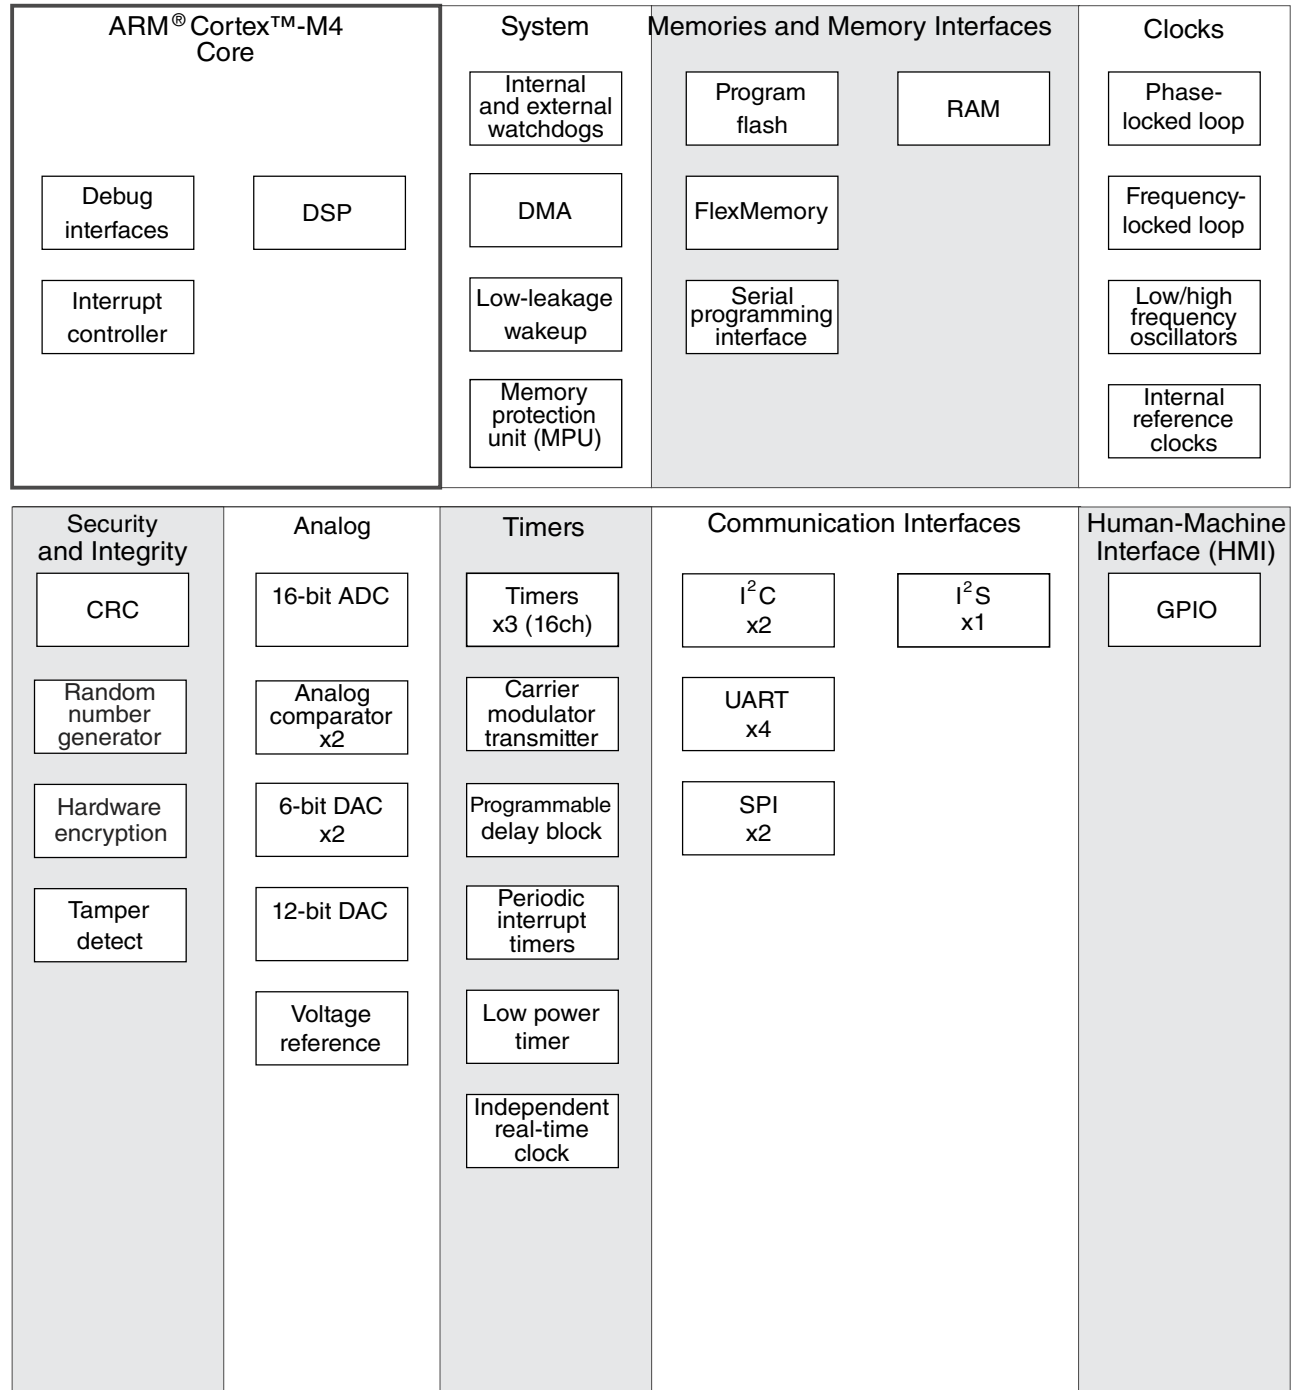 ARM® Cortex™-M4
Core
Debug
interfaces
DSP
Interrupt
controller
System
Internal
and external
watchdogs
DMA
Low-leakage
wakeup
Memory
protection
unit (MPU)
Memories and Memory Interfaces
Program
flash
RAM
FlexMemory
Serial
programming
interface
Clocks
Phase-
locked loop
Frequency-
locked loop
Low/high
frequency
oscillators
Internal
reference
clocks
Security
and Integrity
CRC
Random
number
generator
Hardware
encryption
Tamper
detect
Analog
16-bit ADC
Analog
comparator
x2
6-bit DAC
x2
12-bit DAC
Voltage
reference
Timers
Timers
x3 (16ch)
Carrier
modulator
transmitter
Programmable
delay block
Periodic
interrupt
timers
Low power
timer
Independent
real-time
clock
Communication Interfaces
I²C
x2
I²S
x1
UART
x4
SPI
x2
Human-Machine
Interface (HMI)
GPIO